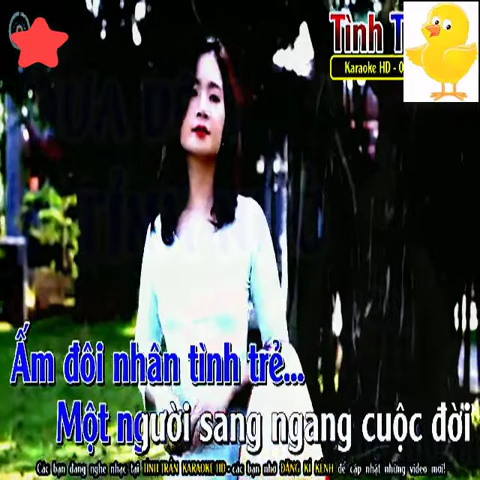 Tình T
Karaoke HD - 0
Ấm đôi nhân tình trẻ...
Một người sang ngang cuộc đời
Các bạn đang nghe nhạc tại TÌNH TRẦN KARAOKE HD - các bạn nhớ ĐĂNG KÍ KÊNH để cập nhật những video mới!